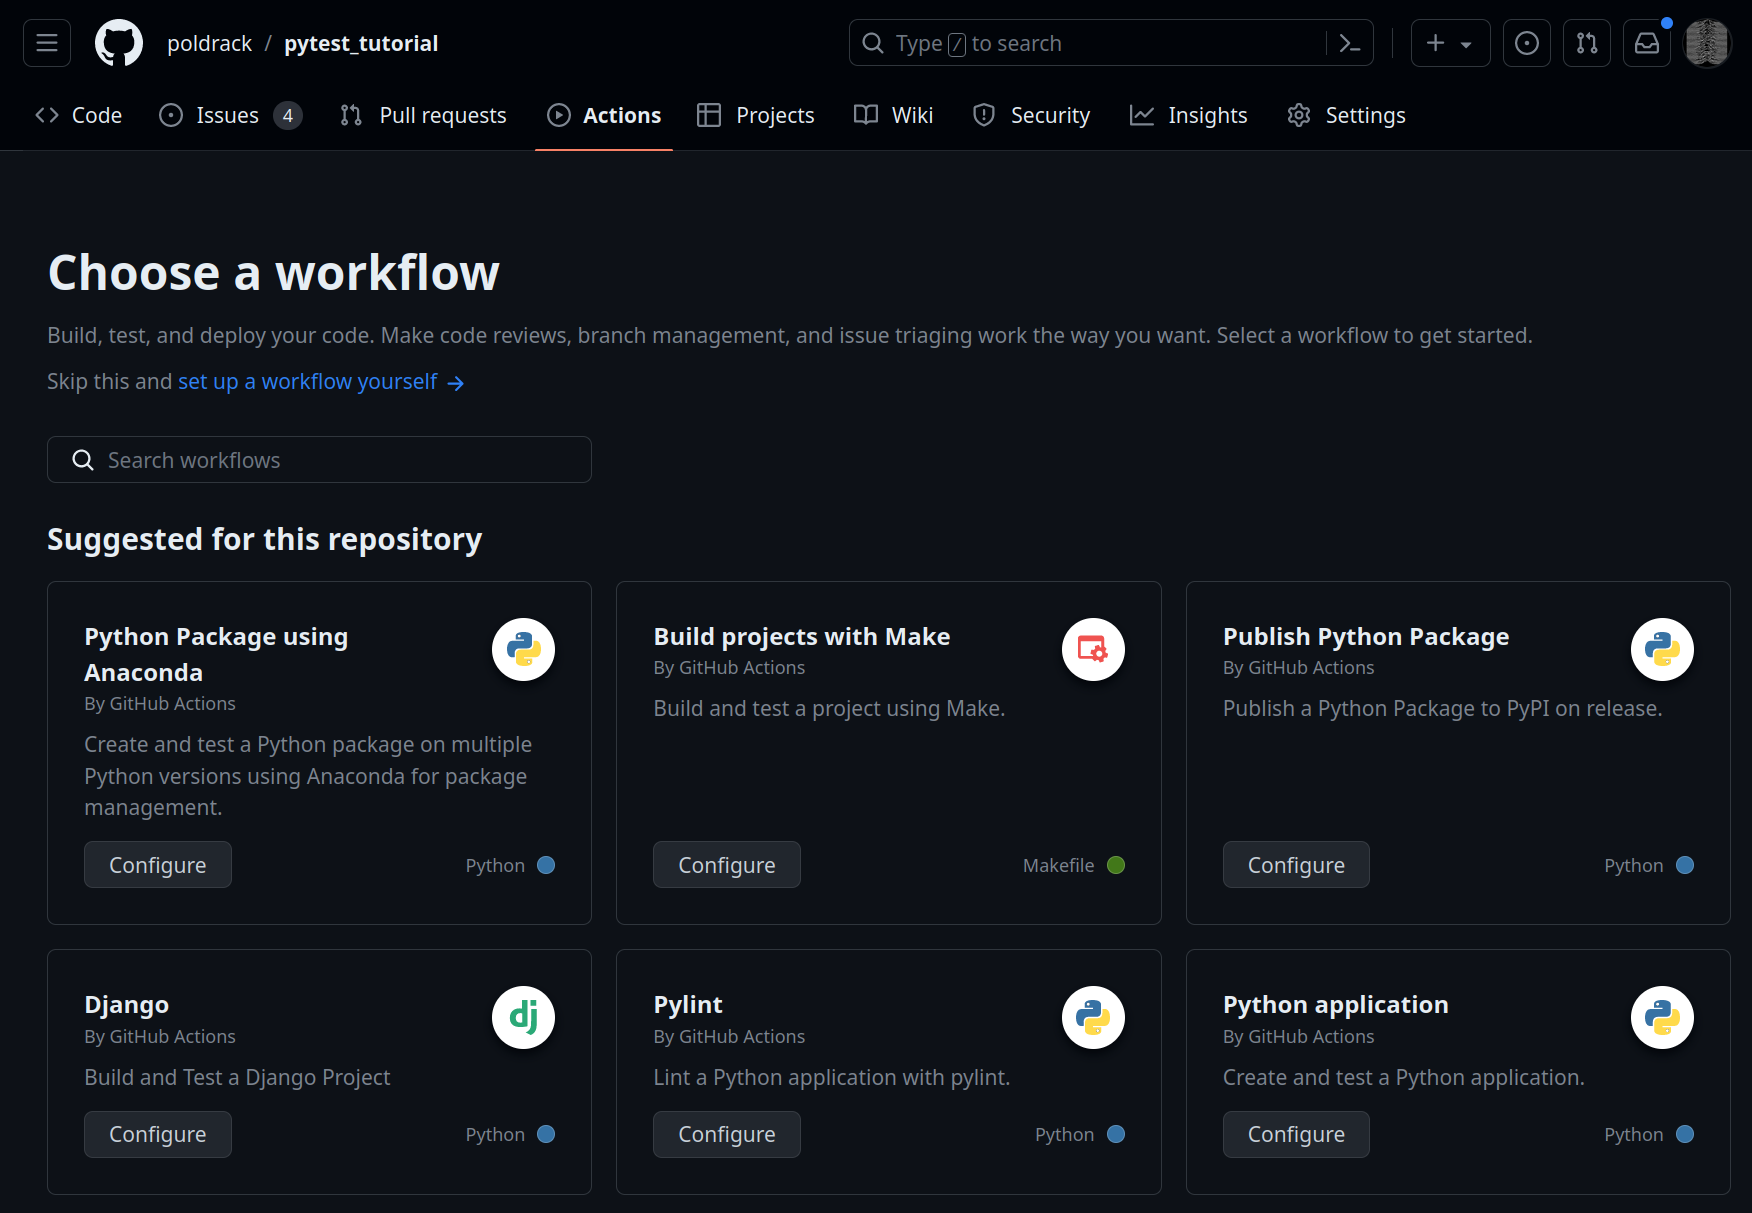 poldrack / pytest_tutorial
Type / to search
Code
Issues 4
Pull requests
Actions
Projects
Wiki
Security
Insights
Settings
Choose a workflow
Build, test, and deploy your code. Make code reviews, branch management, and issue triaging work the way you want. Select a workflow to get started.
Skip this and set up a workflow yourself →
Search workflows
Suggested for this repository
Python Package using
Anaconda
By GitHub Actions
Create and test a Python package on multiple
Python versions using Anaconda for package
management.
Configure
Python
Build projects with Make
By GitHub Actions
Build and test a project using Make.
Configure
Makefile
Publish Python Package
By GitHub Actions
Publish a Python Package to PyPI on release.
Configure
Python
Django
By GitHub Actions
Build and Test a Django Project
Configure
Python
dj
Pylint
By GitHub Actions
Lint a Python application with pylint.
Configure
Python
Python application
By GitHub Actions
Create and test a Python application.
Configure
Python